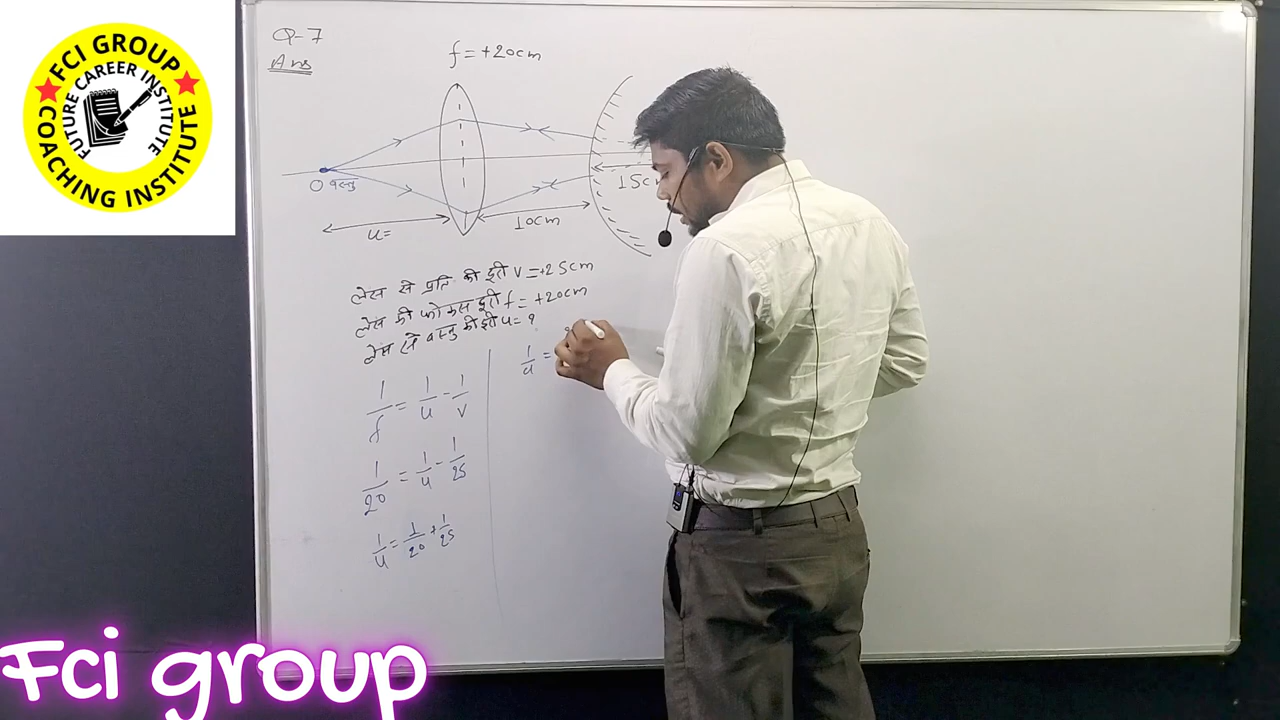 FCI GROUP
FUTURE CAREER INSTITUTE
COACHING INSTITUTE
Q-7
Ans
f = +20cm
O वस्तु
u=
10cm
15cm
लेंस से प्रति की दूरी v = +25cm
लेंस की फोकस दूरी f = +20cm
लेंस से वस्तु की दूरी u = ?
1/f = 1/u - 1/v
1/20 = 1/u - 1/25
1/u = 1/20 + 1/25
1/u =
Fci group